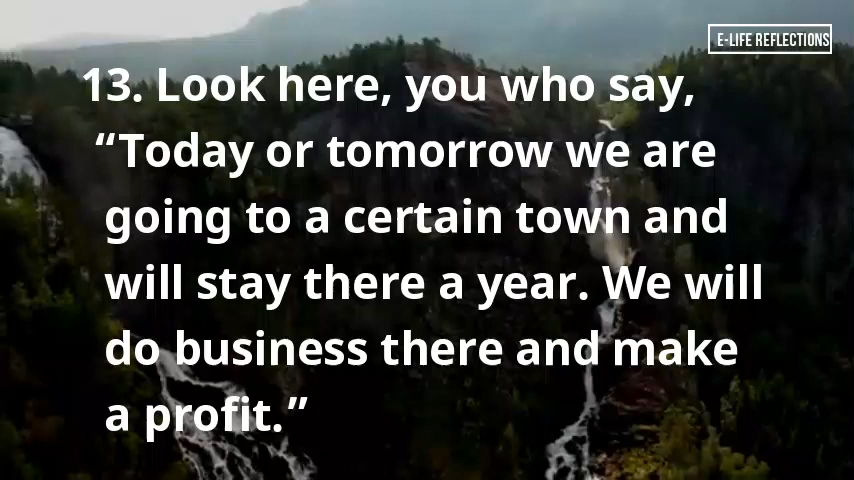 E-LIFE REFLECTIONS
13. Look here, you who say,
“Today or tomorrow we are
going to a certain town and
will stay there a year. We will
do business there and make
a profit.”